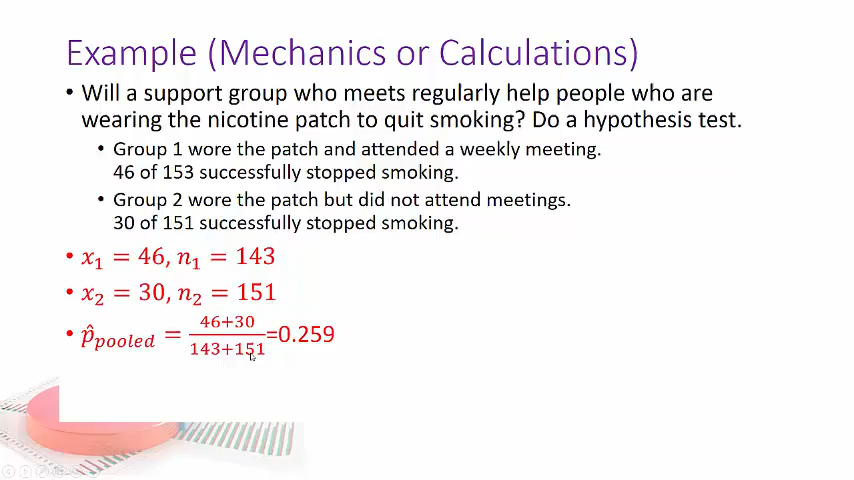 Example (Mechanics or Calculations)
• Will a support group who meets regularly help people who are
wearing the nicotine patch to quit smoking? Do a hypothesis test.
• Group 1 wore the patch and attended a weekly meeting.
46 of 153 successfully stopped smoking.
• Group 2 wore the patch but did not attend meetings.
30 of 151 successfully stopped smoking.
• x₁ = 46, n₁ = 143
• x₂ = 30, n₂ = 151
• p̂pooled = (46+30)/(143+151) =0.259